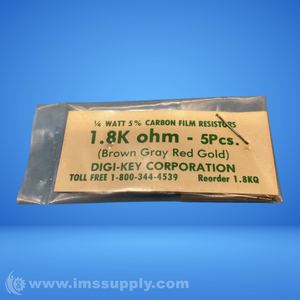 ¼ WATT 5% CARBON FILM RESISTORS
1.8K ohm - 5Pcs.
(Brown Gray Red Gold)
DIGI-KEY CORPORATION
TOLL FREE 1-800-344-4539 Reorder 1.8KQ
www.imssupply.com